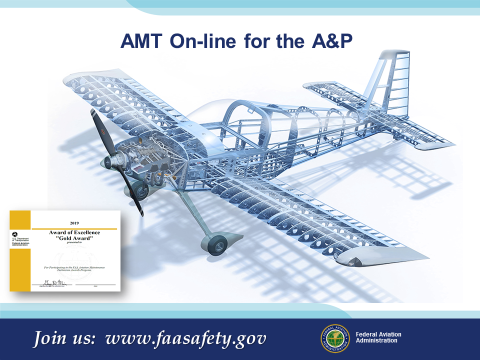 AMT On-line for the A&P
2019
Award of Excellence
"Gold Award"
Join us: www.faasafety.gov
Federal Aviation
Administration